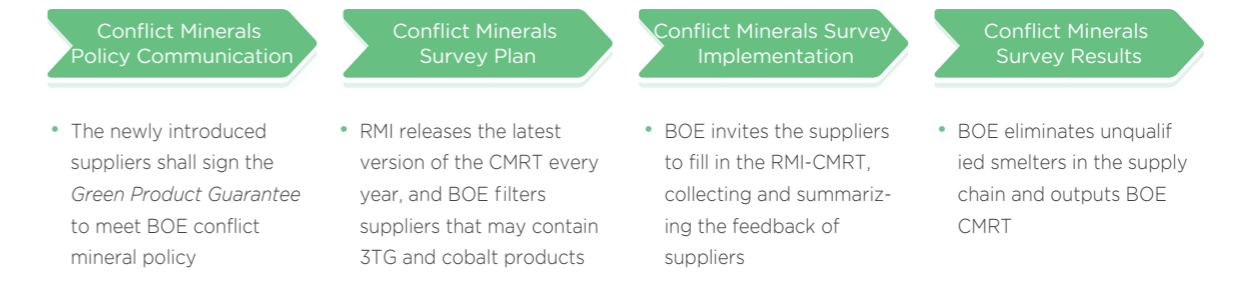 Conflict Minerals
Policy Communication
• The newly introduced
suppliers shall sign the
Green Product Guarantee
to meet BOE conflict
mineral policy
Conflict Minerals
Survey Plan
• RMI releases the latest
version of the CMRT every
year, and BOE filters
suppliers that may contain
3TG and cobalt products
Conflict Minerals Survey
Implementation
• BOE invites the suppliers
to fill in the RMI-CMRT,
collecting and summariz-
ing the feedback of
suppliers
Conflict Minerals
Survey Results
• BOE eliminates unqualif
ied smelters in the supply
chain and outputs BOE
CMRT